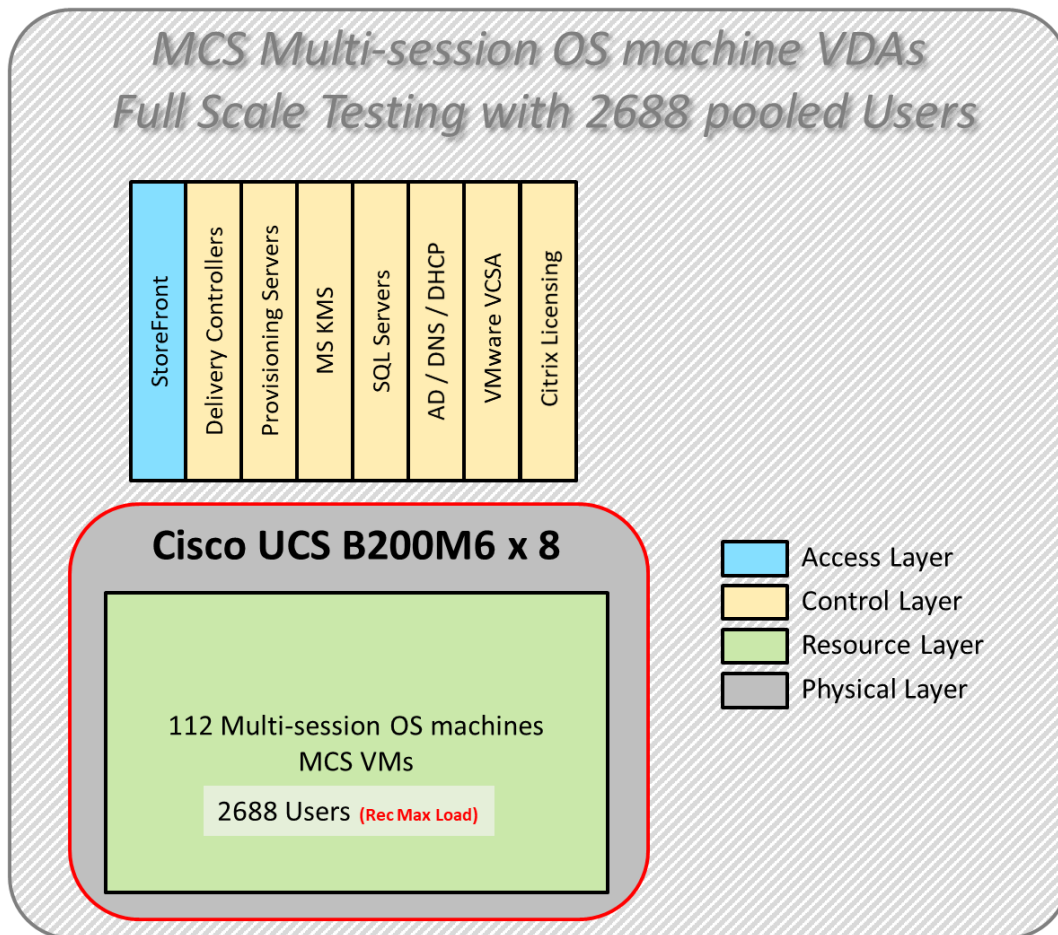 MCS Multi-session OS machine VDAs
Full Scale Testing with 2688 pooled Users
StoreFront
Delivery Controllers
Provisioning Servers
MS KMS
SQL Servers
AD / DNS / DHCP
VMware VCSA
Citrix Licensing
Cisco UCS B200M6 x 8
112 Multi-session OS machines
MCS VMs
2688 Users (Rec Max Load)
Access Layer
Control Layer
Resource Layer
Physical Layer